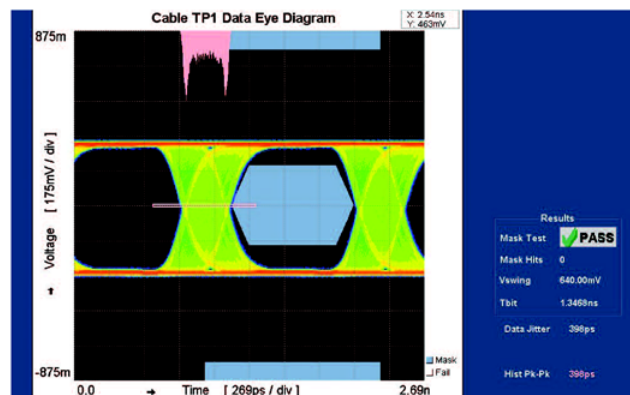 Cable TP1 Data Eye Diagram
X: 2.54ns
Y: 463mV
875m
Voltage [ 175mV / div ]
-875m
0.0
Time [ 269ps / div ]
2.69n
Mask
Fail
Results
Mask Test PASS
Mask Hits 0
Vswing 640.00mV
Tbit 1.3458ns
Data Jitter 398ps
Hist Pk-Pk 398ps